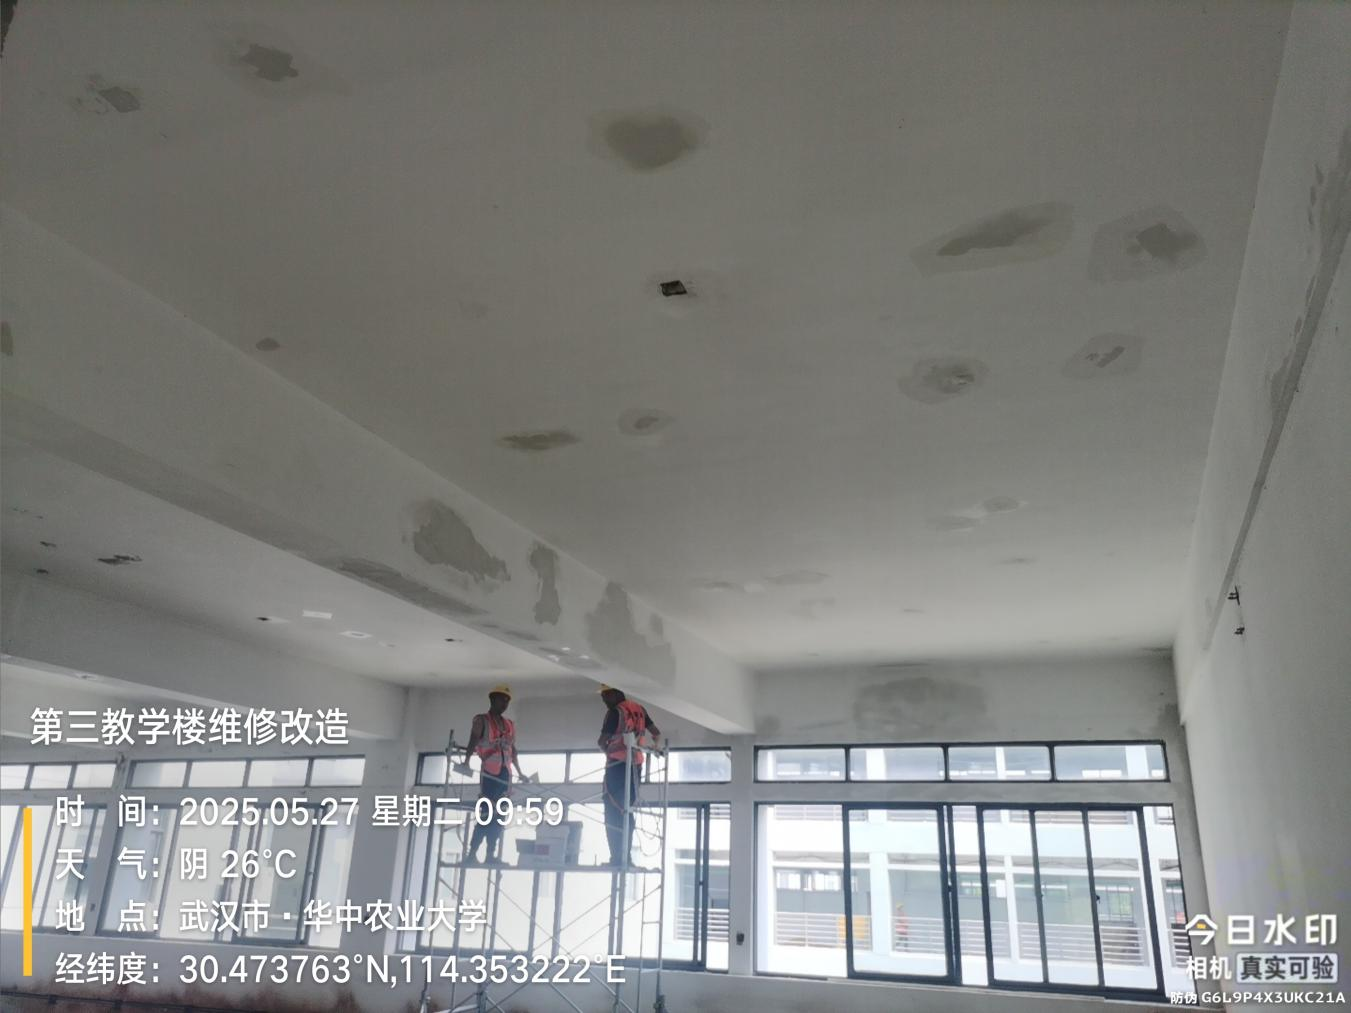 第三教学楼维修改造
时 间：2025.05.27 星期二 09:59
天 气：阴 26°C
地 点：武汉市·华中农业大学
经纬度：30.473763°N,114.353222°E
今日水印
相机 真实可验
防伪 G6L9P4X3UKC21A